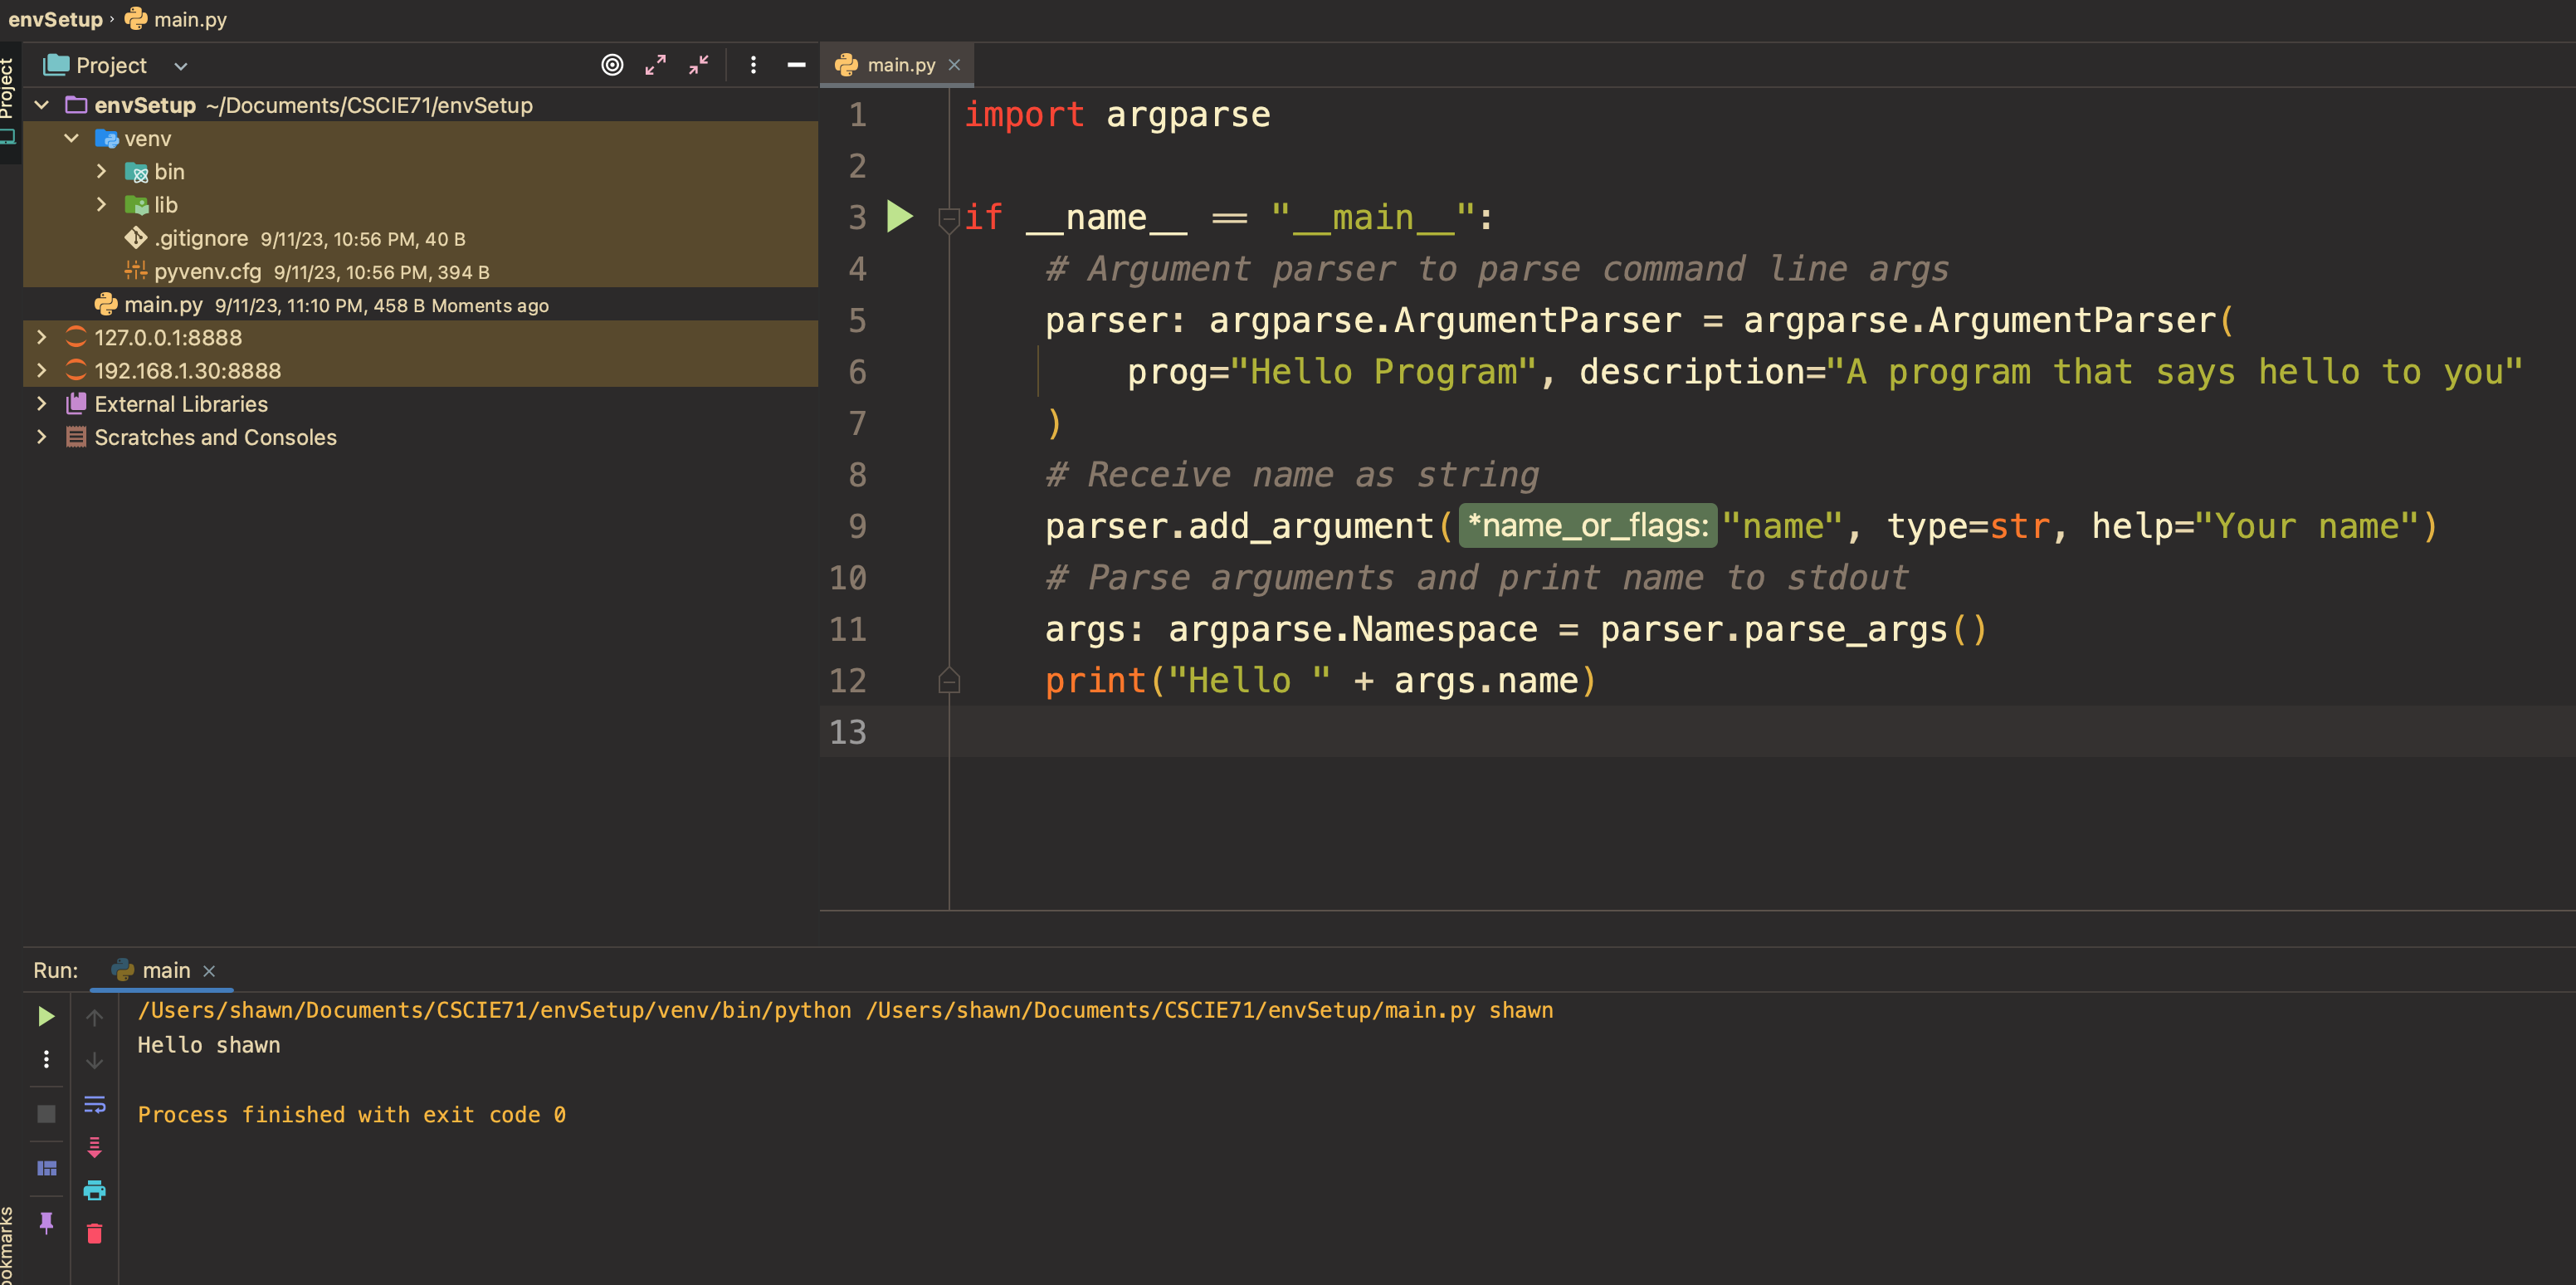 envSetup › main.py
Project
Project
main.py
envSetup ~/Documents/CSCIE71/envSetup
venv
bin
lib
.gitignore 9/11/23, 10:56 PM, 40 B
pyvenv.cfg 9/11/23, 10:56 PM, 394 B
main.py 9/11/23, 11:10 PM, 458 B Moments ago
127.0.0.1:8888
192.168.1.30:8888
External Libraries
Scratches and Consoles
1 import argparse
2
3 if __name__ == "__main__":
4 # Argument parser to parse command line args
5 parser: argparse.ArgumentParser = argparse.ArgumentParser(
6 prog="Hello Program", description="A program that says hello to you"
7 )
8 # Receive name as string
9 parser.add_argument( *name_or_flags: "name", type=str, help="Your name")
10 # Parse arguments and print name to stdout
11 args: argparse.Namespace = parser.parse_args()
12 print("Hello " + args.name)
13
Run: main
/Users/shawn/Documents/CSCIE71/envSetup/venv/bin/python /Users/shawn/Documents/CSCIE71/envSetup/main.py shawn
Hello shawn
Process finished with exit code 0
ookmarks